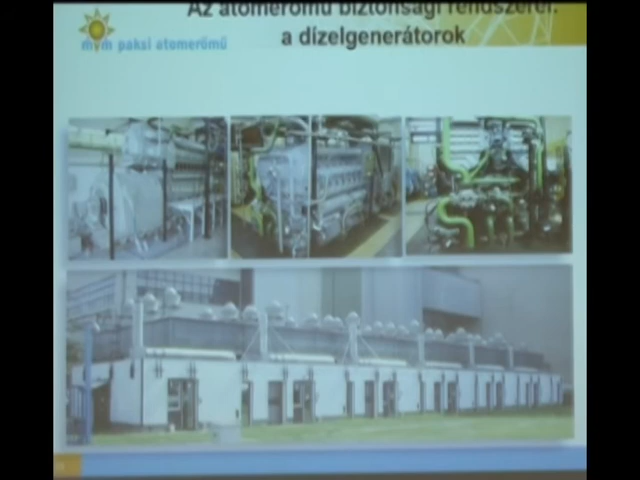 Az atomerőmű biztonsági rendszerei:
a dízelgenerátorok
mvm paksi atomerőmű